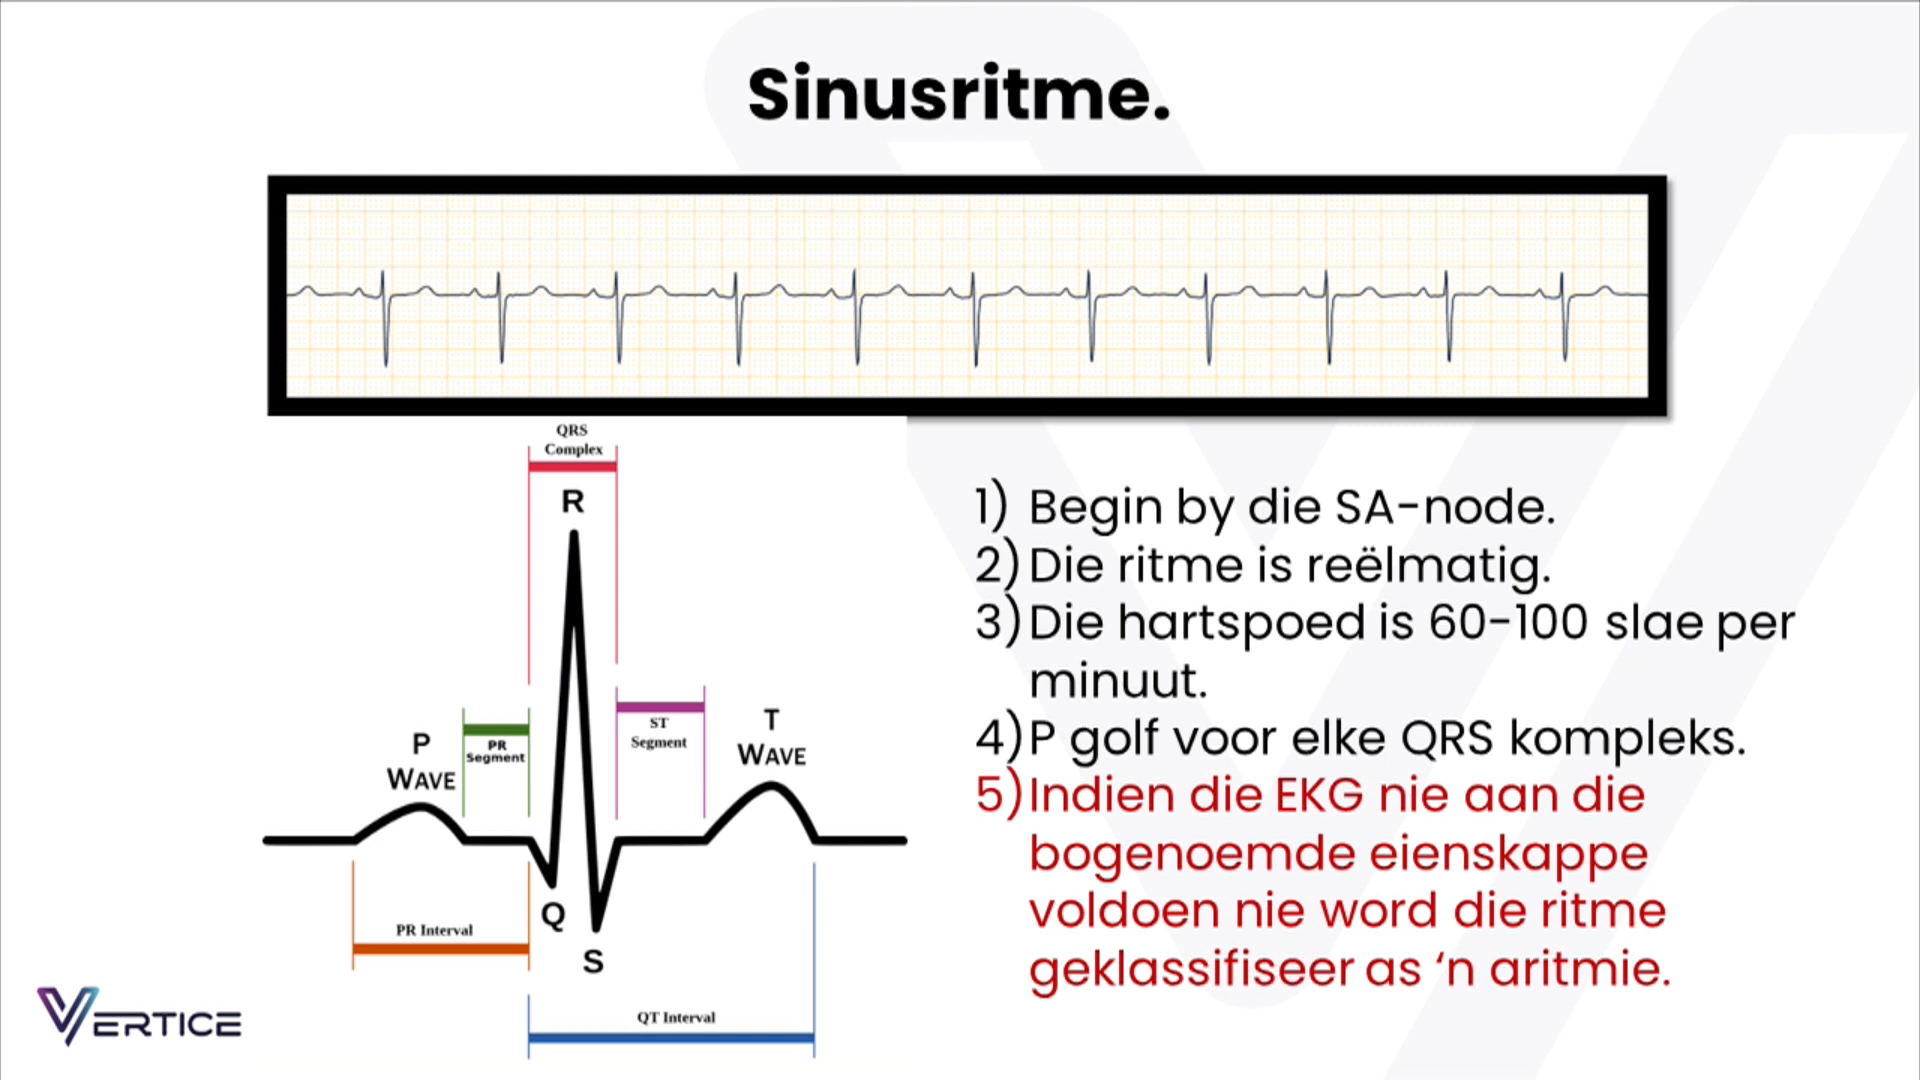 Sinusritme.
QRS
Complex
R
P
WAVE
PR
Segment
ST
Segment
T
WAVE
Q
S
PR Interval
QT Interval
1) Begin by die SA-node.
2) Die ritme is reëlmatig.
3) Die hartspoed is 60-100 slae per
minuut.
4) P golf voor elke QRS kompleks.
5) Indien die EKG nie aan die
bogenoemde eienskappe
voldoen nie word die ritme
geklassifiseer as ‘n aritmie.
VERTICE